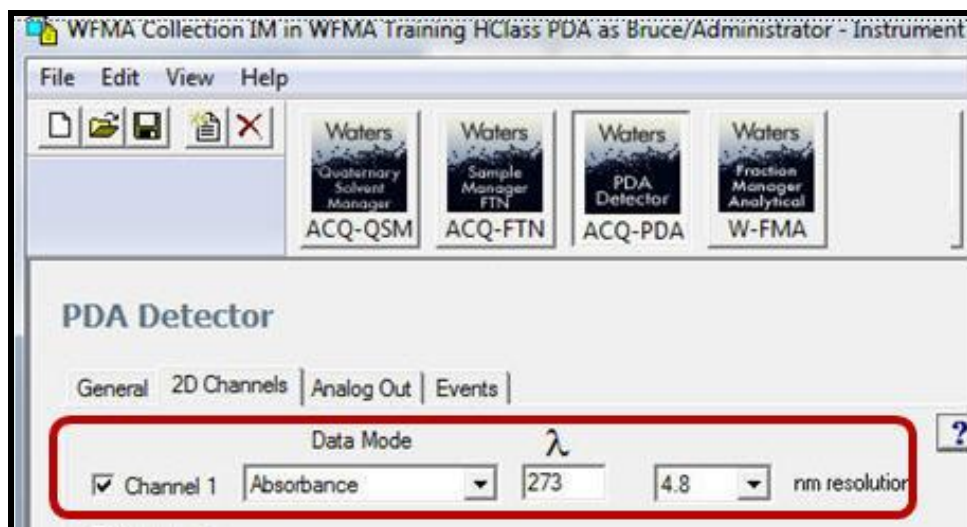 WFMA Collection IM in WFMA Training HClass PDA as Bruce/Administrator - Instrument
File Edit View Help
Waters Quaternary Solvent Manager
ACQ-QSM
Waters Sample Manager FTN
ACQ-FTN
Waters PDA Detector
ACQ-PDA
Waters Fraction Manager Analytical
W-FMA
PDA Detector
General 2D Channels Analog Out Events
Data Mode λ
?
Channel 1 Absorbance 273 4.8 nm resolution